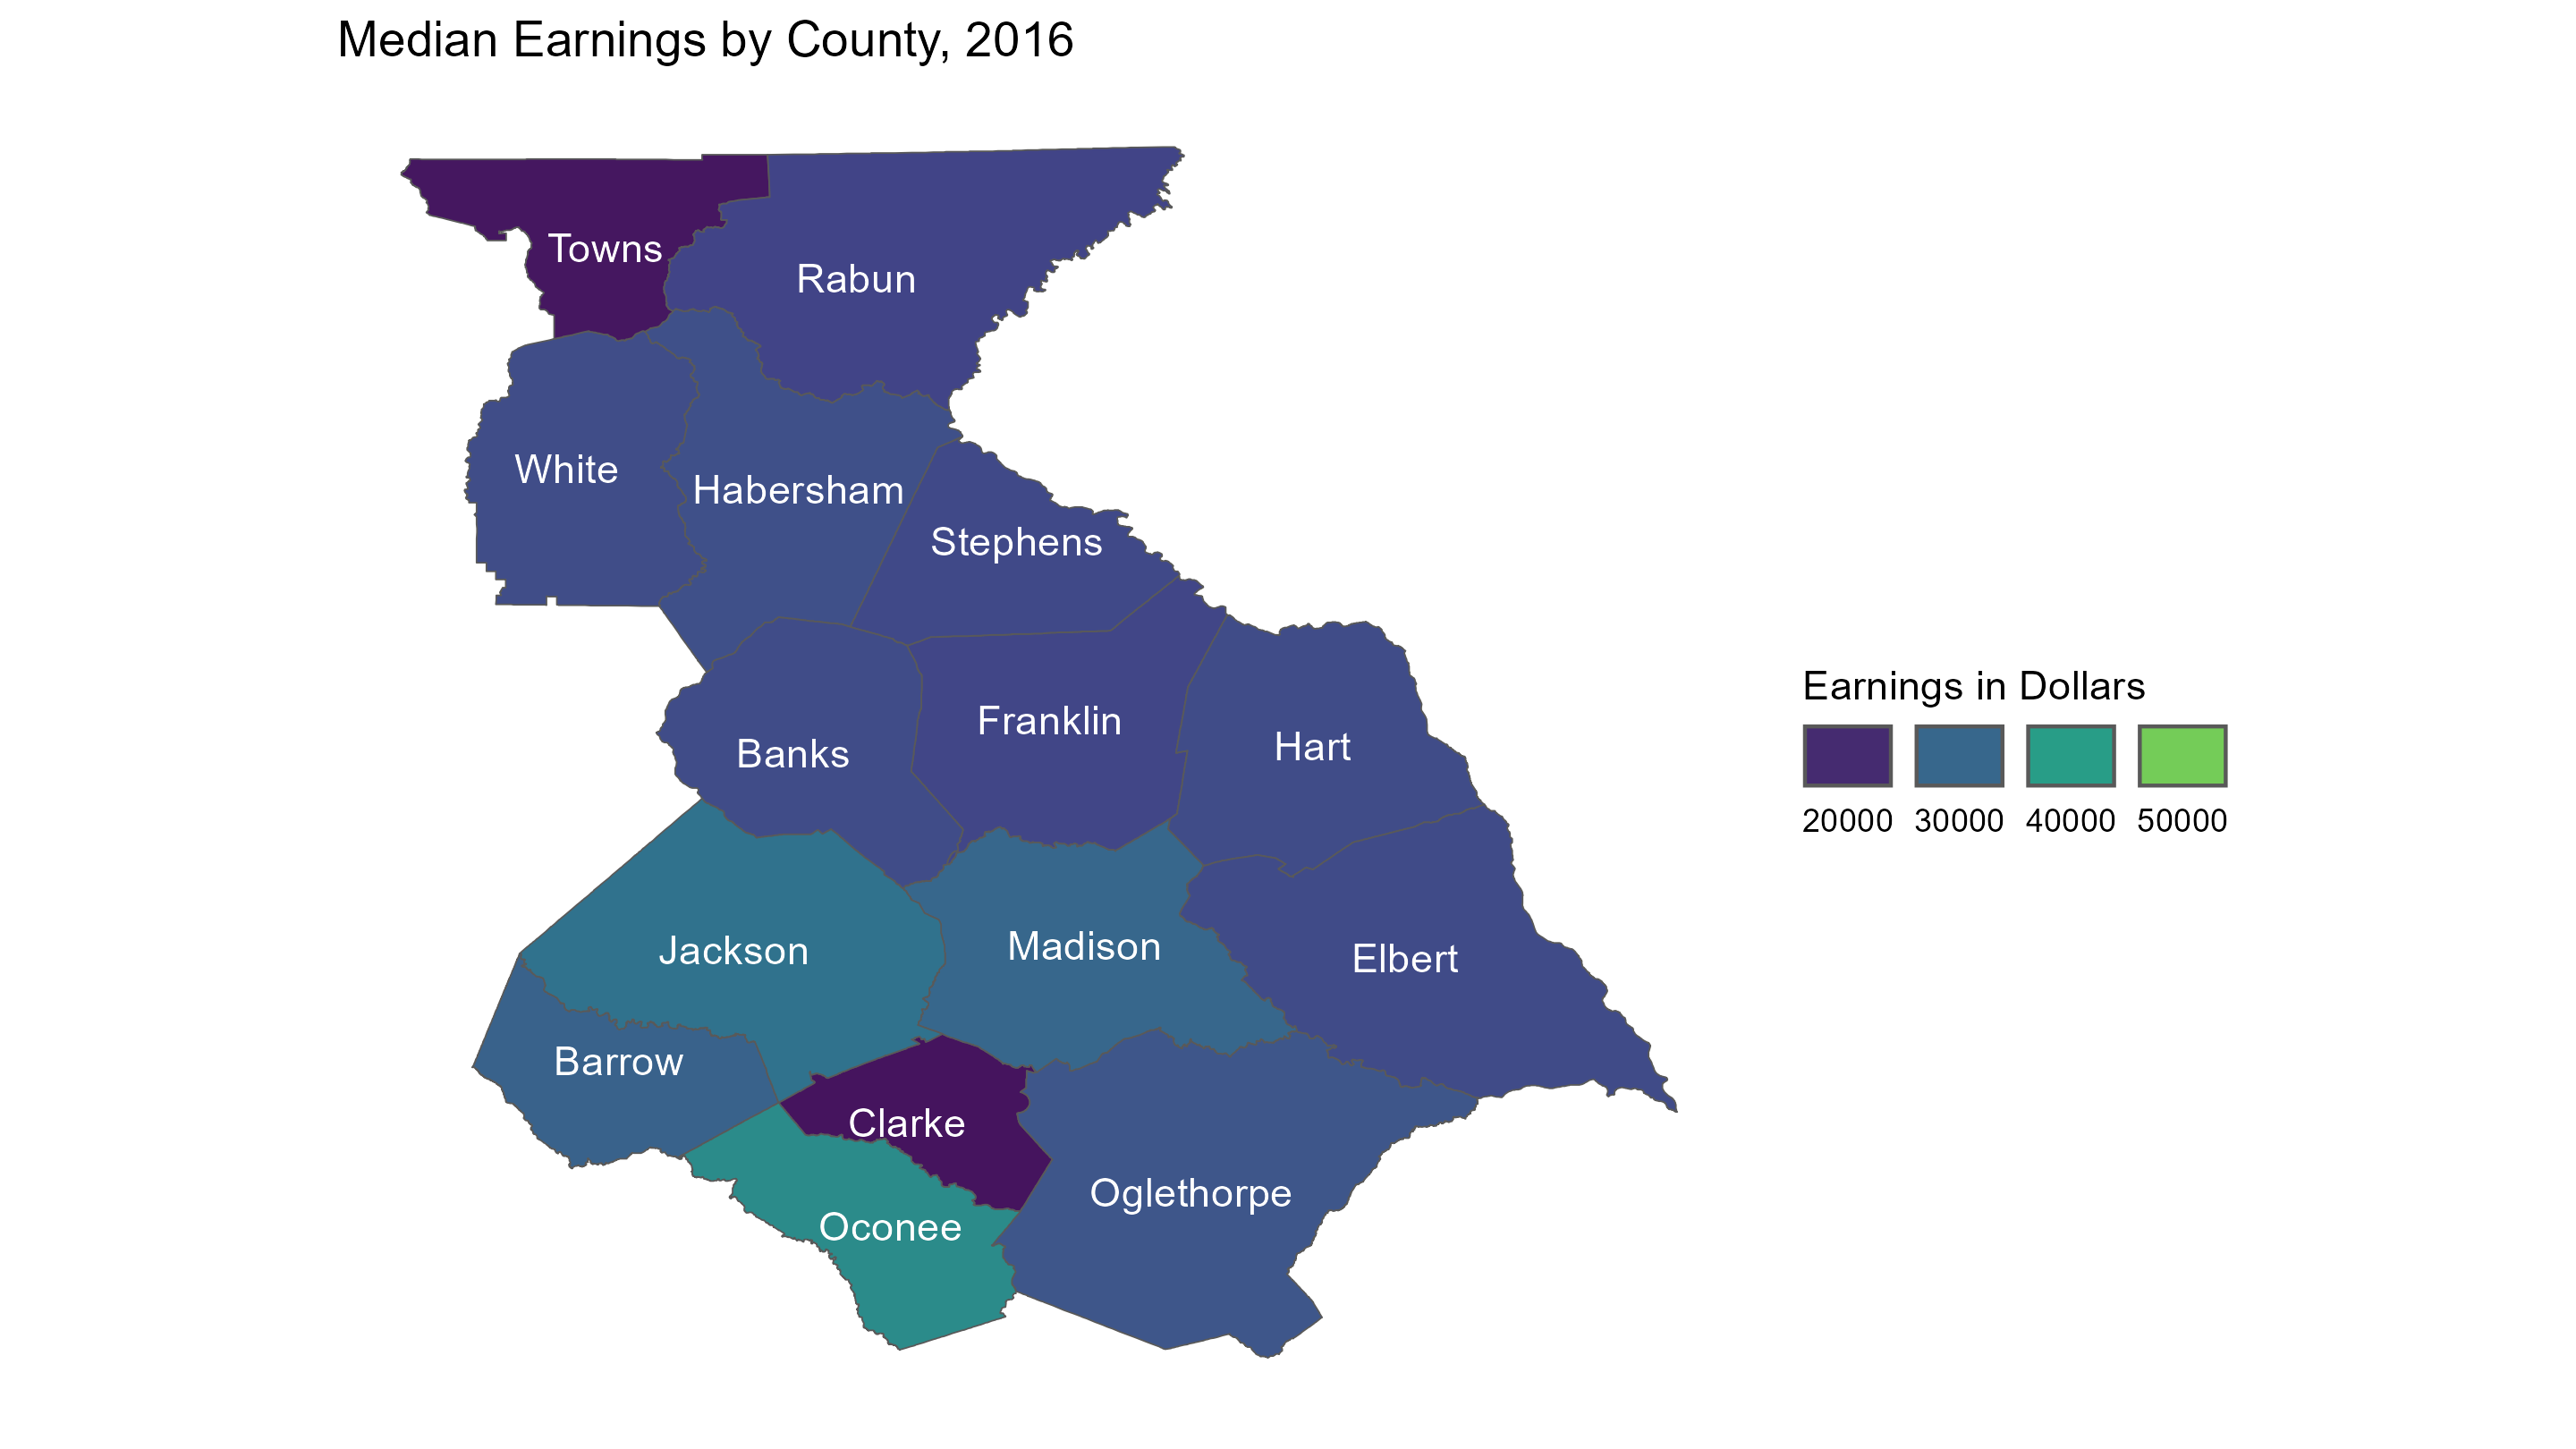 Median Earnings by County, 2016
Towns
Rabun
White
Habersham
Stephens
Franklin
Hart
Banks
Jackson
Madison
Elbert
Barrow
Clarke
Oglethorpe
Oconee
Earnings in Dollars
20000 30000 40000 50000